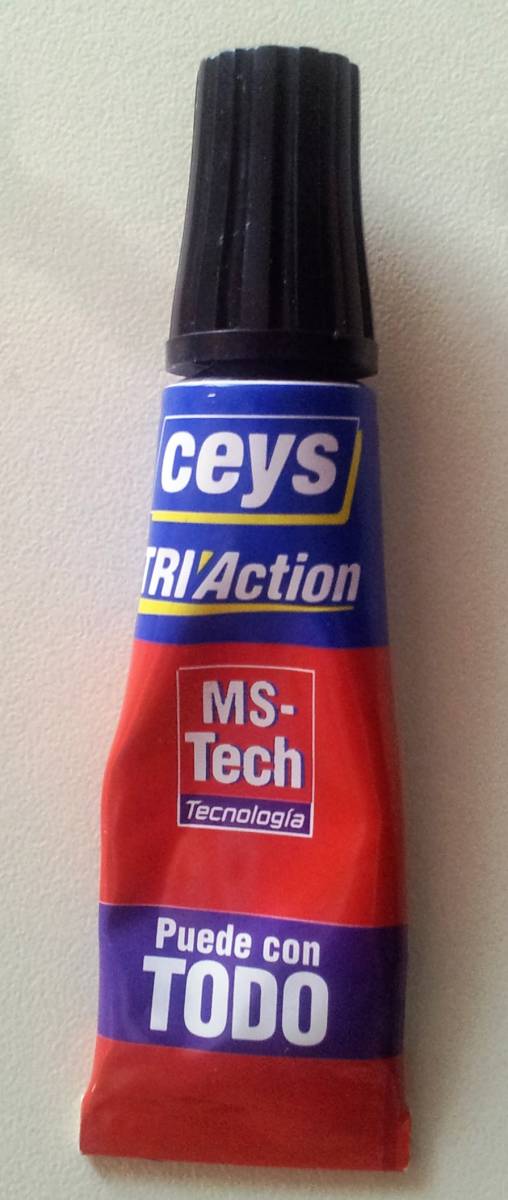 ceys
TRI'Action
MS-
Tech
Tecnología
Puede con
TODO